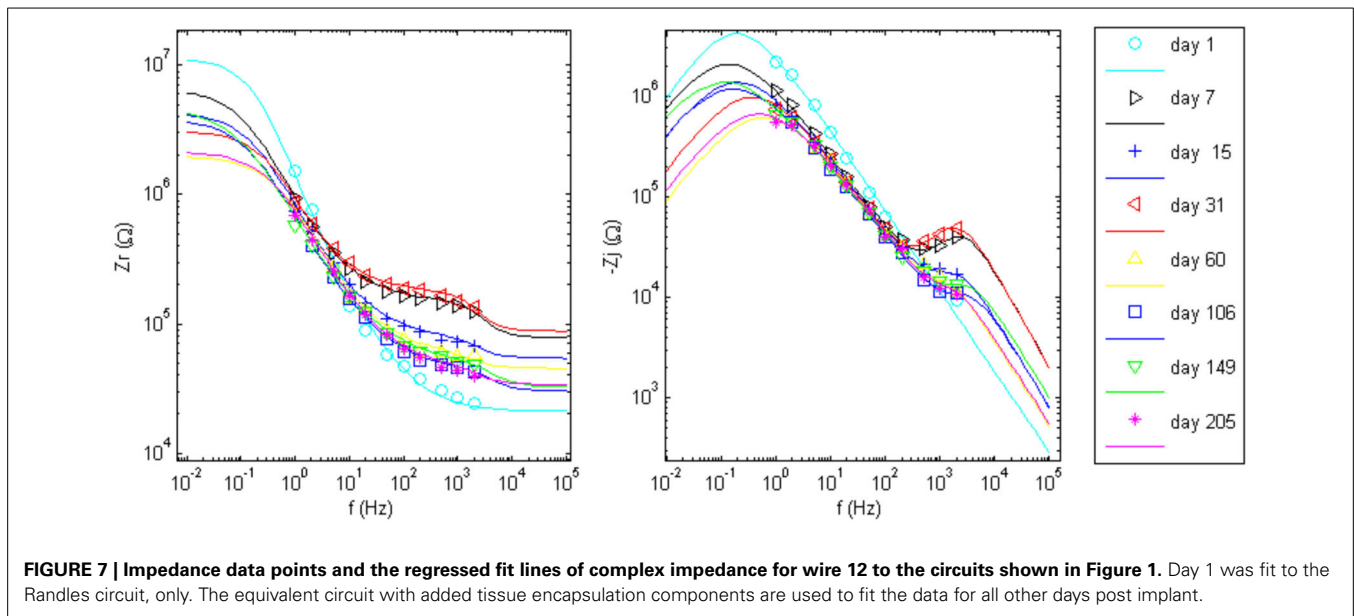 10^7
10^6
10^5
10^4
Zr (Ω)
10^-2 10^-1 10^0 10^1 10^2 10^3 10^4 10^5
f (Hz)
10^6
10^5
10^4
10^3
-Zj (Ω)
10^-2 10^-1 10^0 10^1 10^2 10^3 10^4 10^5
f (Hz)
day 1
day 7
day 15
day 31
day 60
day 106
day 149
day 205
FIGURE 7 | Impedance data points and the regressed fit lines of complex impedance for wire 12 to the circuits shown in Figure 1. Day 1 was fit to the
Randles circuit, only. The equivalent circuit with added tissue encapsulation components are used to fit the data for all other days post implant.